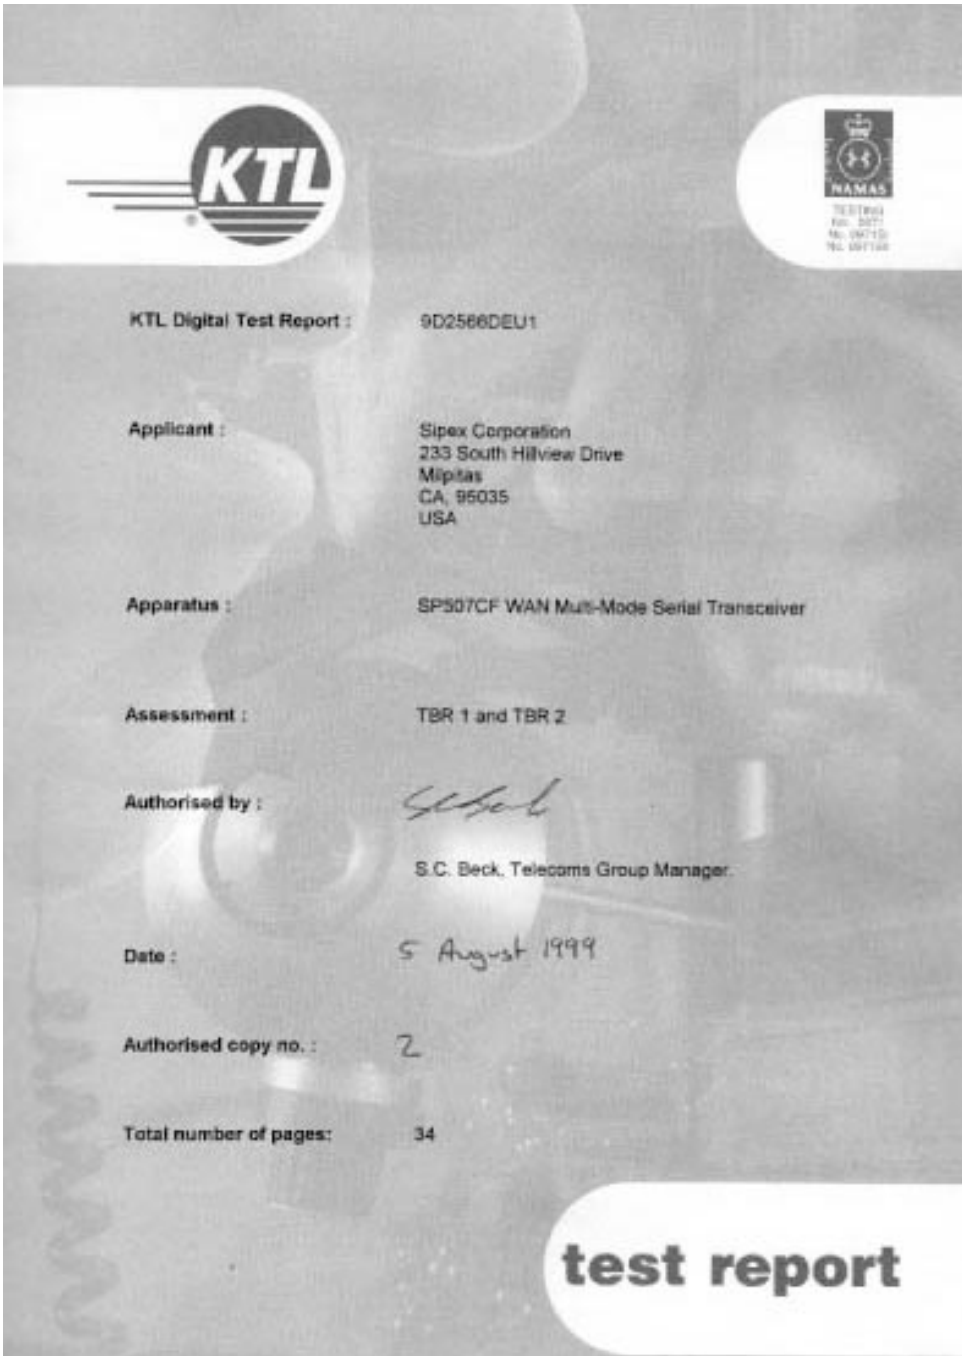 KTL
®
NAMAS
TESTING
KTL Digital Test Report : 9D2566DEU1
Applicant : Sipex Corporation
233 South Hillview Drive
Milpitas
CA, 95035
USA
Apparatus : SP507CF WAN Multi-Mode Serial Transceiver
Assessment : TBR 1 and TBR 2
Authorised by :
S.C. Beck, Telecoms Group Manager.
Date : 5 August 1999
Authorised copy no. : 2
Total number of pages: 34
test report